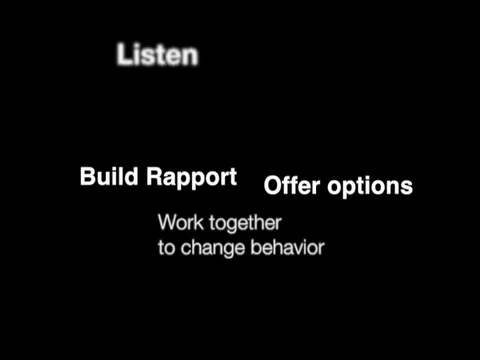 Listen
Build Rapport
Offer options
Work together
to change behavior